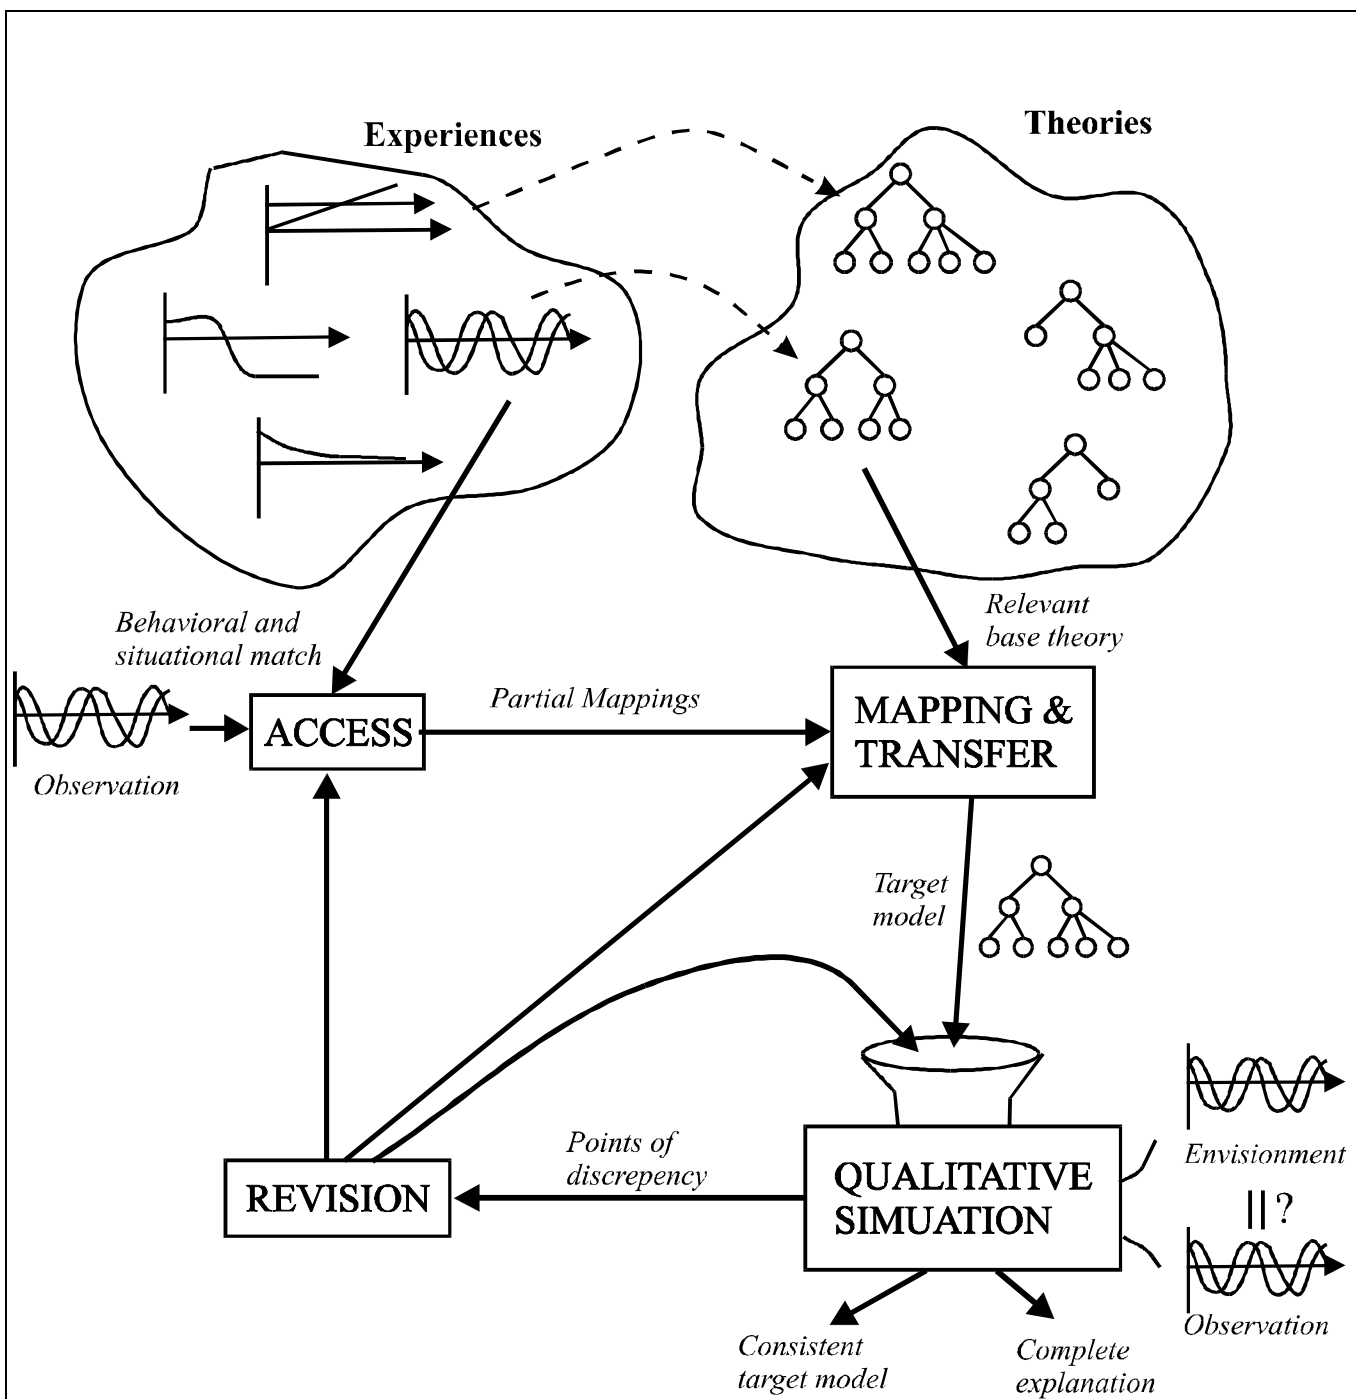 Experiences
Theories
Relevant
base theory
Behavioral and
situational match
Partial Mappings
ACCESS
MAPPING &
TRANSFER
Observation
Target
model
Points of
discrepency
REVISION
QUALITATIVE
SIMUATION
Envisionment
||?
Observation
Consistent
target model
Complete
explanation